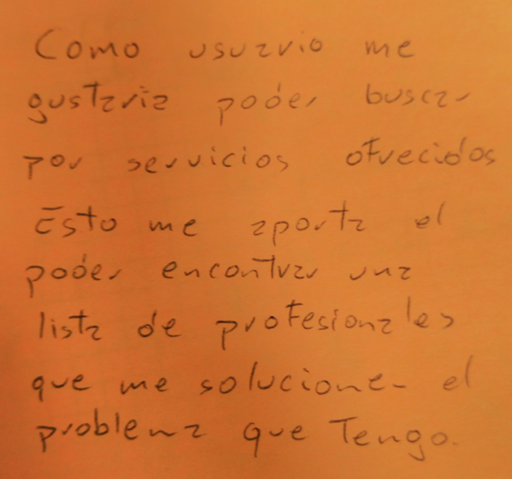 Como usuario me
gustaria poder buscar
por servicios ofrecidos
Esto me aporta el
poder encontrar una
lista de profesionales
que me solucionen el
problema que Tengo.